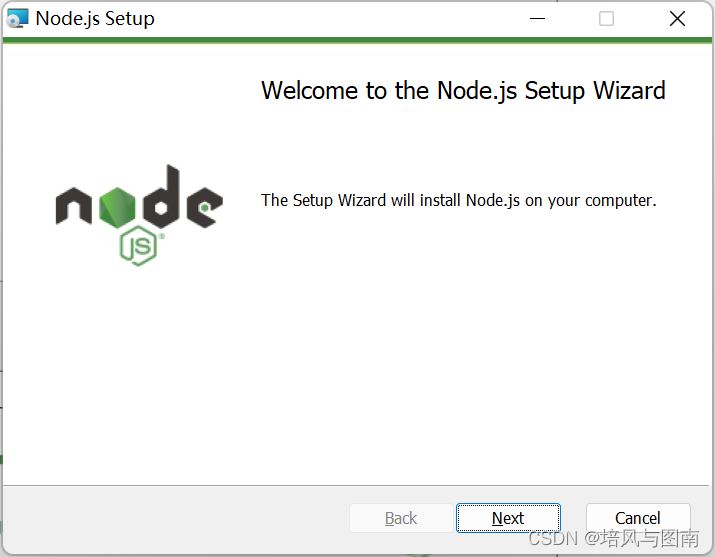 Node.js Setup
Welcome to the Node.js Setup Wizard
node
JS®
The Setup Wizard will install Node.js on your computer.
Back
Next
Cancel
CSDN @培风与图南